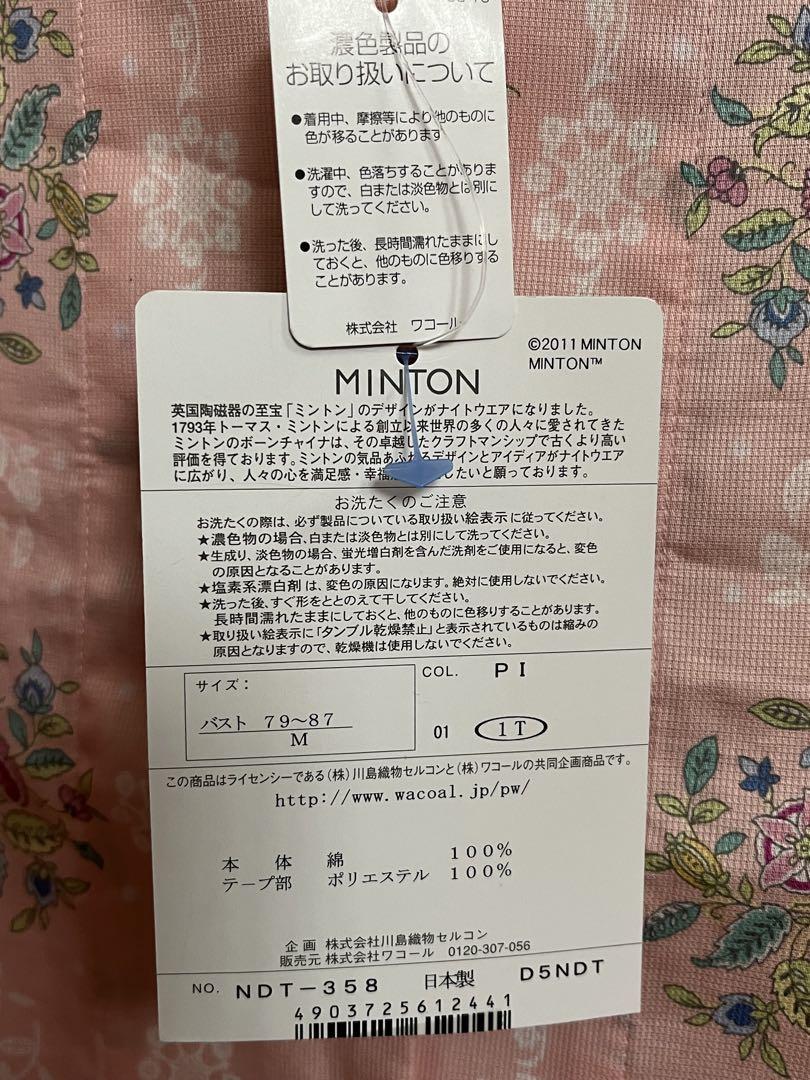 濃色製品の
お取り扱いについて
●着用中、摩擦等により他のものに
色が移ることがあります
●洗濯中、色落ちすることがありま
すので、白または淡色物とは別に
して洗ってください。
●洗った後、長時間濡れたままにし
ておくと、他のものに色移りする
ことがあります。
株式会社 ワコール
©2011 MINTON
MINTON™
MINTON
英国陶磁器の至宝「ミントン」のデザインがナイトウエアになりました。
1793年トーマス・ミントンによる創立以来世界の多くの人々に愛されてきた
ミントンのボーンチャイナは、その卓越したクラフトマンシップで古くより高い
評価を得ております。ミントンの気品あふれるデザインとアイディアがナイトウエア
に広がり、人々の心を満足感・幸福 したいと願っております。
お洗たくのご注意
お洗たくの際は、必ず製品についている取り扱い絵表示に従ってください。
★濃色物の場合、白または淡色物とは別にして洗ってください。
★生成り、淡色物の場合、蛍光増白剤を含んだ洗剤をご使用になると、変色
の原因となることがあります。
★塩素系漂白剤は、変色の原因になります。絶対に使用しないでください。
★洗った後、すぐ形をととのえて干してください。
長時間濡れたままにしておくと、他のものに色移りすることがあります。
★取り扱い絵表示に「タンブル乾燥禁止」と表示されているものは縮みの
原因となりますので、乾燥機は使用しないでください。
サイズ：
バスト 79～87
M
COL. PI
01 1T
この商品はライセンシーである(株)川島織物セルコンと(株)ワコールの共同企画商品です。
http://www.wacoal.jp/pw/
本 体 綿 100%
テープ部 ポリエステル 100%
企画 株式会社川島織物セルコン
販売元 株式会社ワコール 0120-307-056
NO. NDT-358 日本製 D5NDT
4903725612441